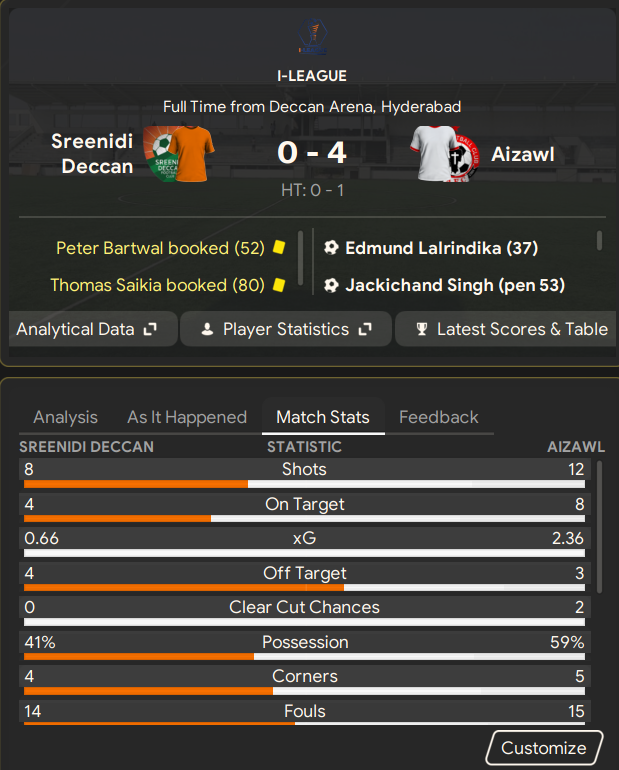 I-LEAGUE
Full Time from Deccan Arena, Hyderabad
Sreenidi
Deccan
0 - 4
Aizawl
HT: 0 - 1
Peter Bartwal booked (52)
Edmund Lalrindika (37)
Thomas Saikia booked (80)
Jackichand Singh (pen 53)
Analytical Data
Player Statistics
Latest Scores & Table
Analysis
As It Happened
Match Stats
Feedback
SREENIDI DECCAN STATISTIC AIZAWL
8 Shots 12
4 On Target 8
0.66 xG 2.36
4 Off Target 3
0 Clear Cut Chances 2
41% Possession 59%
4 Corners 5
14 Fouls 15
Customize